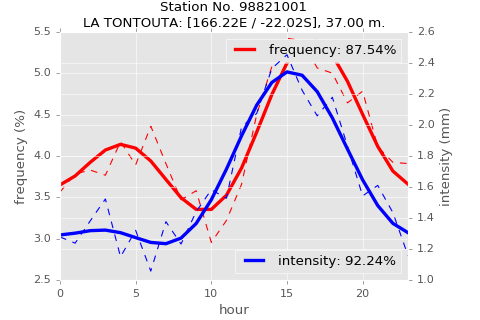 Station No. 98821001
LA TONTOUTA: [166.22E / -22.02S], 37.00 m.
frequency: 87.54%
intensity: 92.24%
frequency (%)
5.5
5.0
4.5
4.0
3.5
3.0
2.5
intensity (mm)
2.6
2.4
2.2
2.0
1.8
1.6
1.4
1.2
1.0
0 5 10 15 20
hour